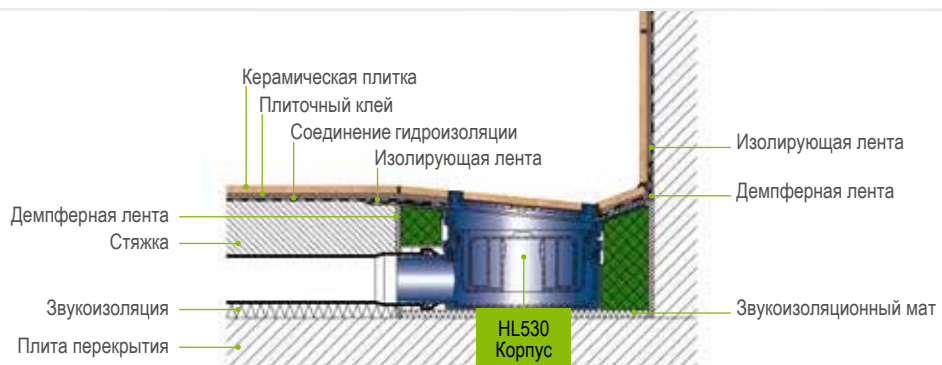 Керамическая плитка
Плиточный клей
Соединение гидроизоляции
Изолирующая лента
Изолирующая лента
Демпферная лента
Демпферная лента
Стяжка
Звукоизоляция
Звукоизоляционный мат
HL530
Корпус
Плита перекрытия